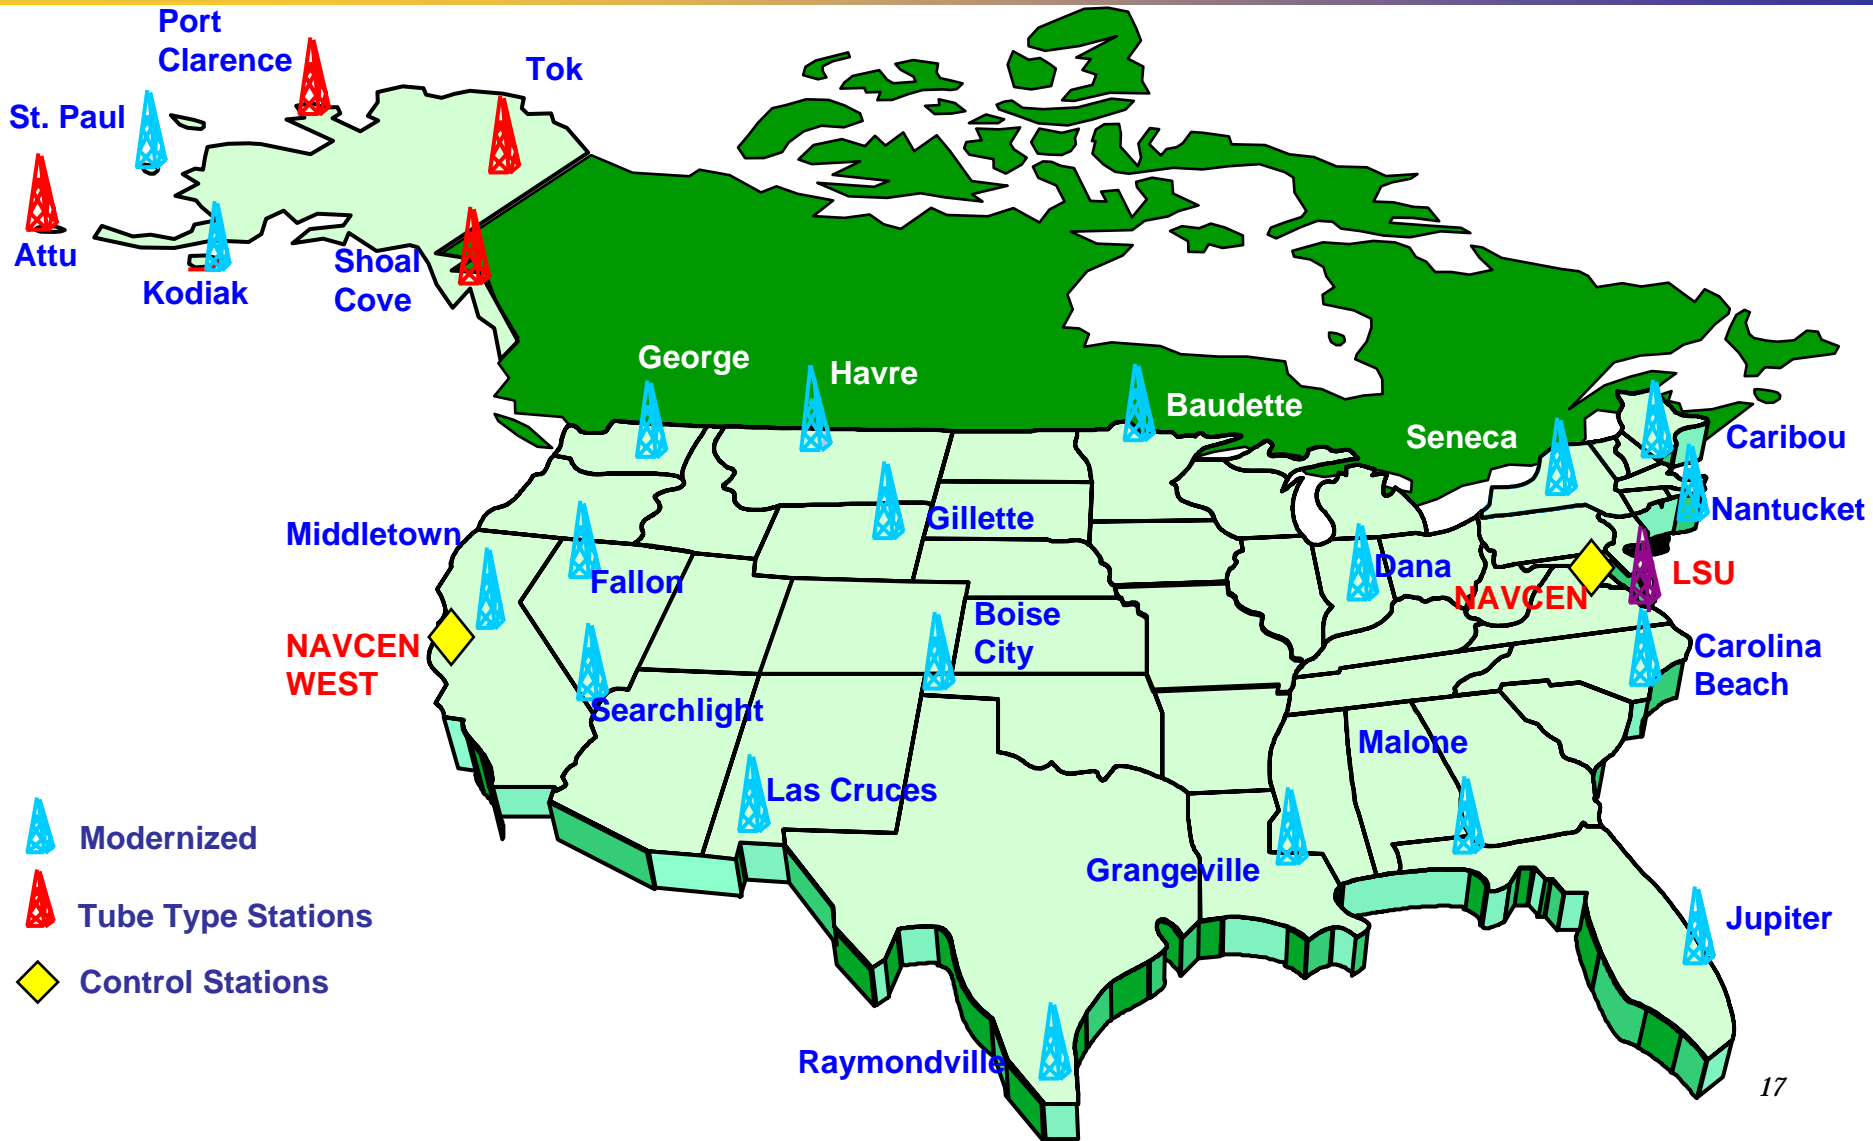 Port
Clarence
Tok
St. Paul
Attu
Kodiak
Shoal
Cove
George
Havre
Baudette
Seneca
Caribou
Nantucket
Middletown
Gillette
Fallon
Dana
NAVCEN
LSU
NAVCEN
WEST
Boise
City
Carolina
Beach
Searchlight
Malone
Las Cruces
Grangeville
Jupiter
Raymondville
Modernized
Tube Type Stations
Control Stations
17